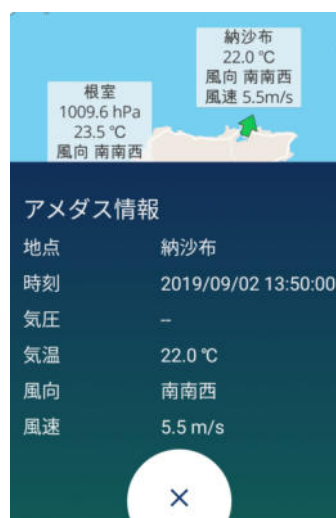 納沙布
22.0 ℃
風向 南南西
風速 5.5m/s
根室
1009.6 hPa
23.5 ℃
風向 南南西
アメダス情報
地点 納沙布
時刻 2019/09/02 13:50:00
気圧 --
気温 22.0 ℃
風向 南南西
風速 5.5 m/s
×